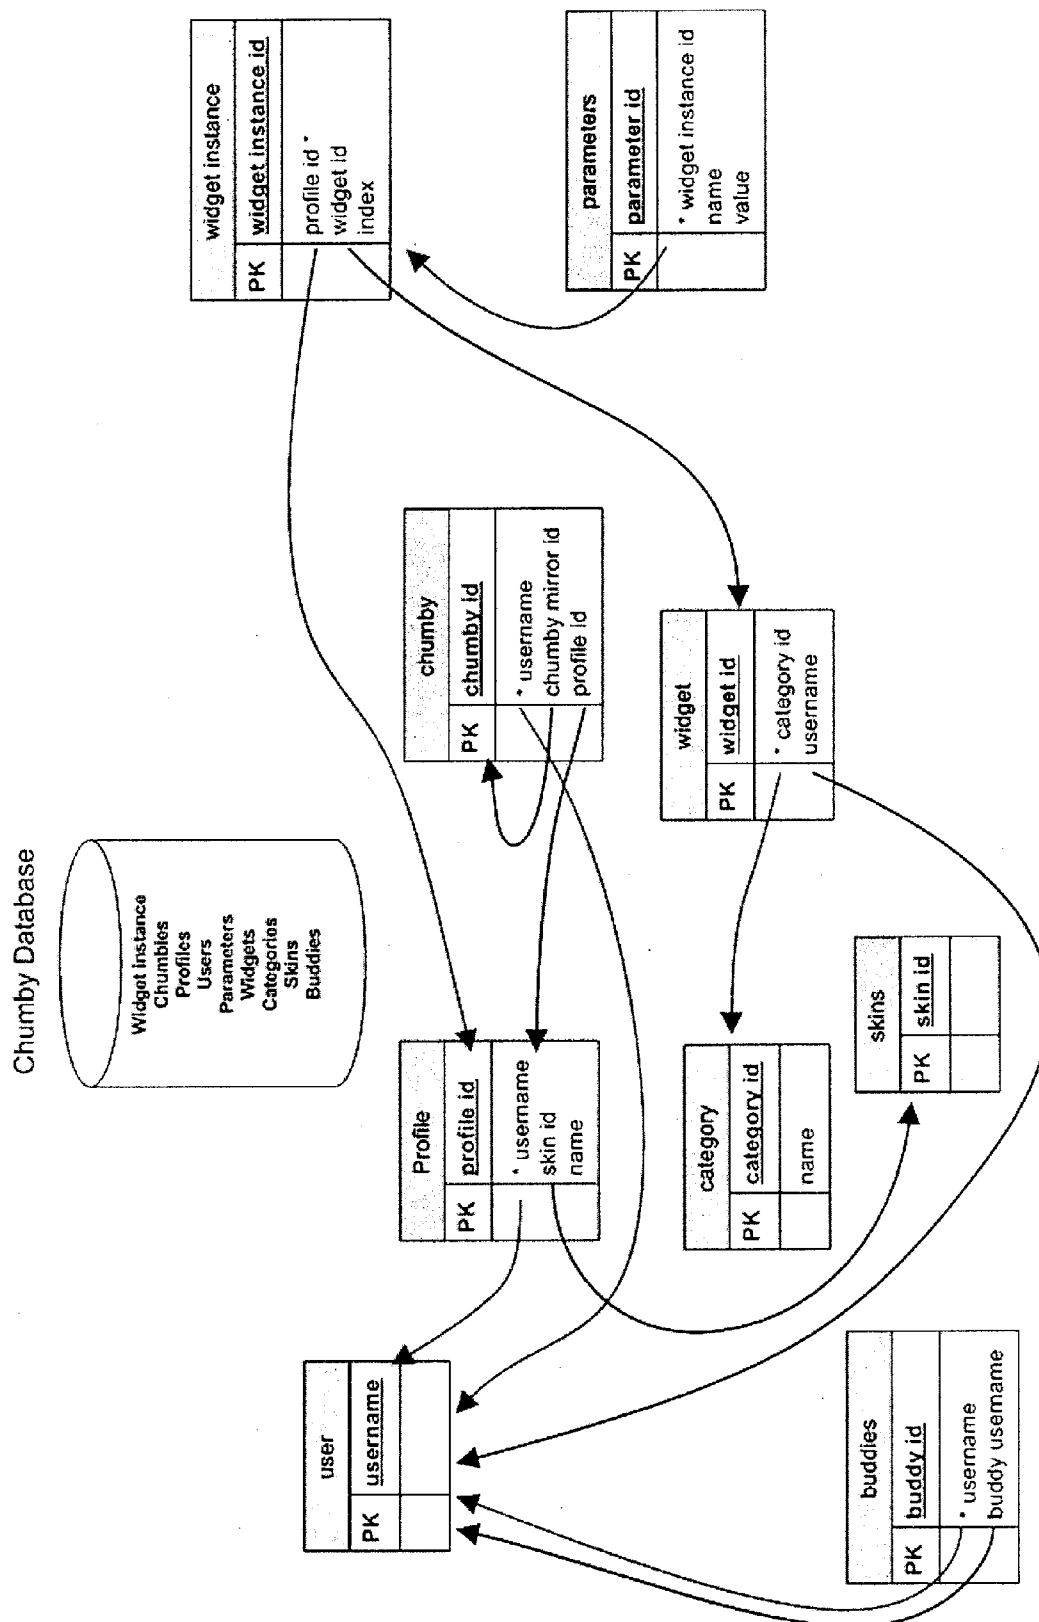 Chumby Database
Widget Instance
Chumbies
Profiles
Users
Parameters
Widgets
Categories
Skins
Buddies
user
PK username
Profile
PK profile id
* username
skin id
name
chumby
PK chumby id
* username
chumby mirror id
profile id
widget instance
PK widget instance id
profile id *
widget id
index
parameters
PK parameter id
* widget instance id
name
value
category
PK category id
name
widget
PK widget id
* category id
username
buddies
PK buddy id
* username
buddy username
skins
PK skin id